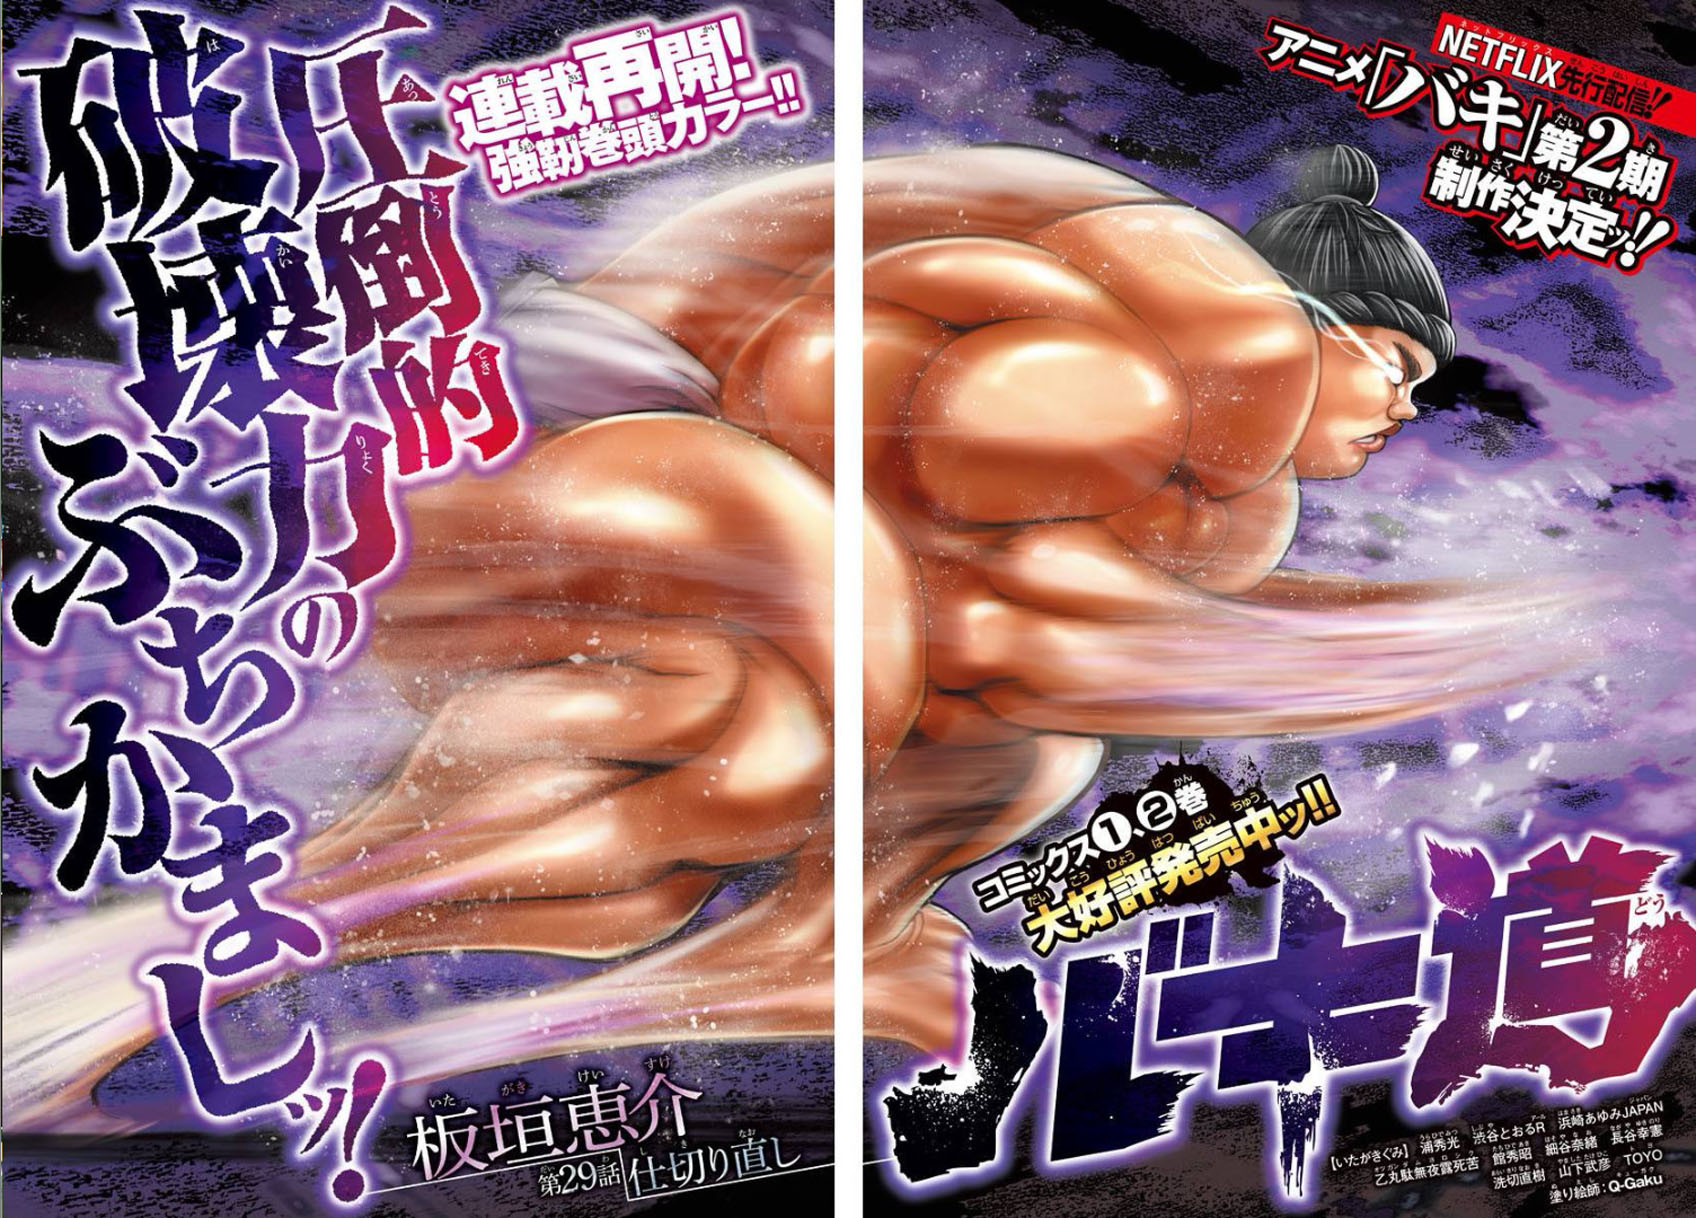 NETFLIX先行配信!!
アニメ「バキ」第2期
制作決定ッ!!
コミックス1、2巻
大好評発売中ッ!!
バキ道
【いたがきぐみ】 浦秀光 渋谷とおるR 浜崎あゆみJAPAN
乙丸駄無夜露死苦 館秀昭 細谷奈緒 長谷幸憲
洗切直樹 山下武彦 TOYO
塗り絵師：Q-Gaku
連載再開!
強靭巻頭カラー!!
圧倒的
破壊力の
ぶちかましッ!
板垣恵介
第29話 仕切り直し